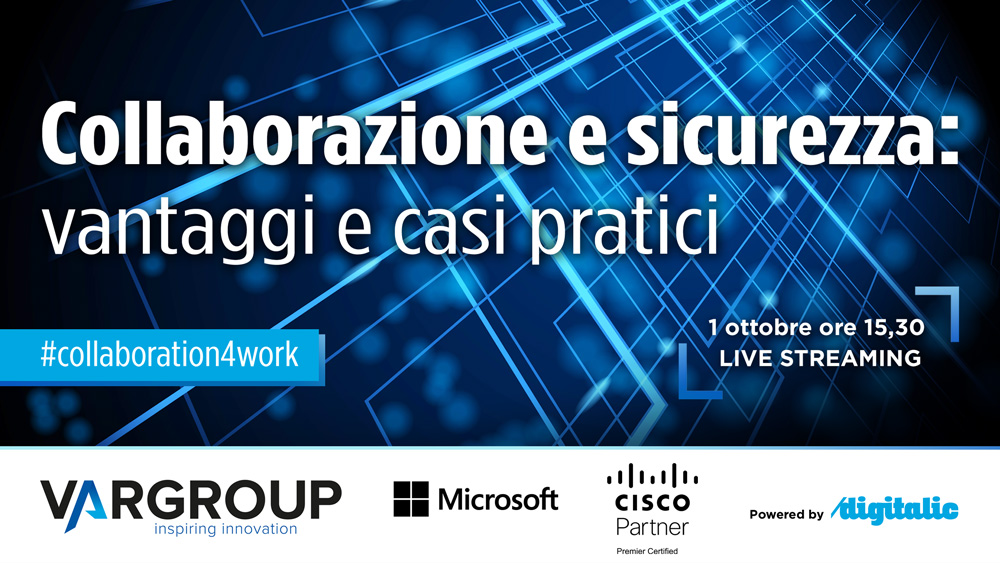 Collaborazione e sicurezza:
vantaggi e casi pratici
1 ottobre ore 15,30
LIVE STREAMING
#collaboration4work
VARGROUP
inspiring innovation
Microsoft
CISCO
Partner
Premier Certified
Powered by digitalic